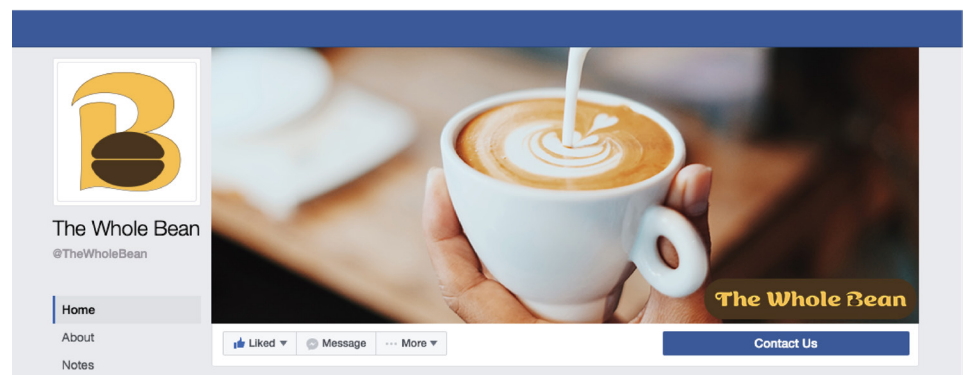 B
The Whole Bean
@TheWholeBean
Home
About
Notes
The Whole Bean
Liked
Message
More
Contact Us